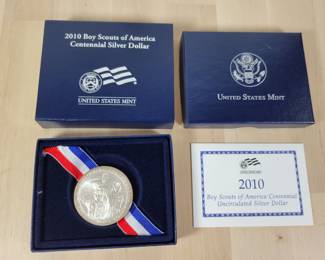 2010 Boy Scouts of America
Centennial Silver Dollar
UNITED STATES MINT
UNITED STATES MINT
2010
Boy Scouts of America Centennial
Uncirculated Silver Dollar